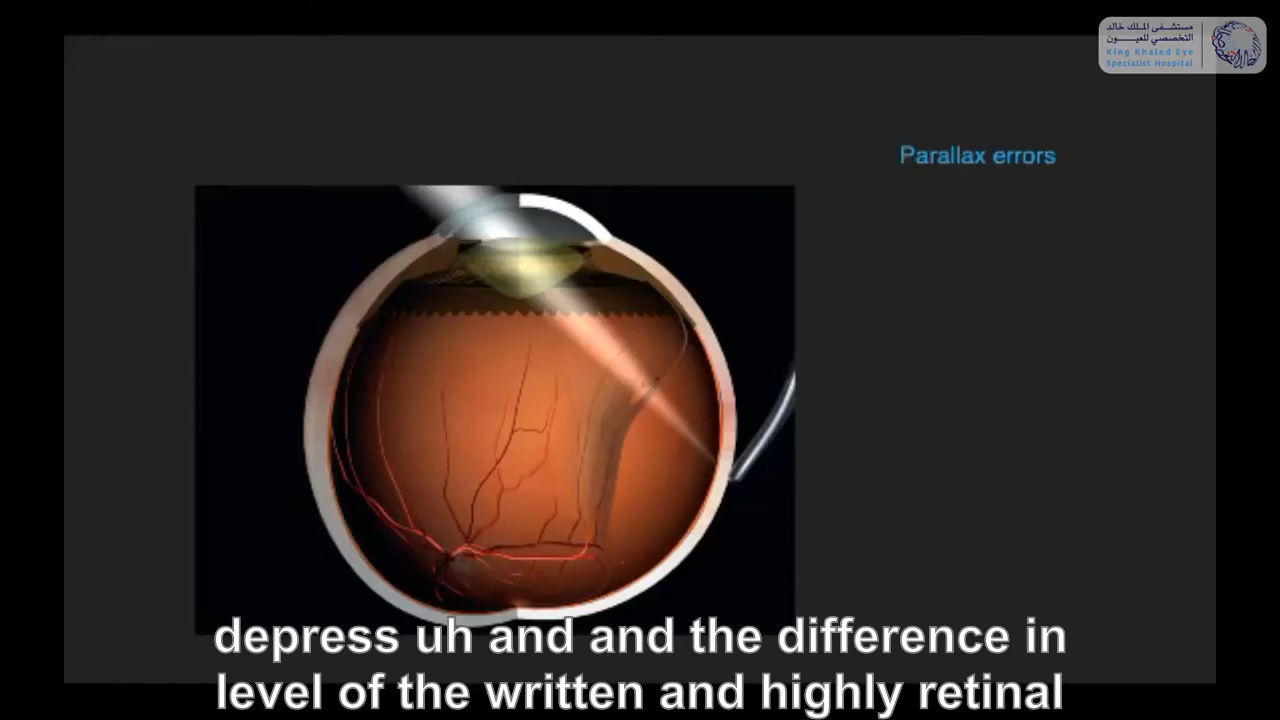 مستشفى الملك خالد
التخصصي للعيون
King Khaled Eye
Specialist Hospital
Parallax errors
depress uh and and the difference in
level of the written and highly retinal